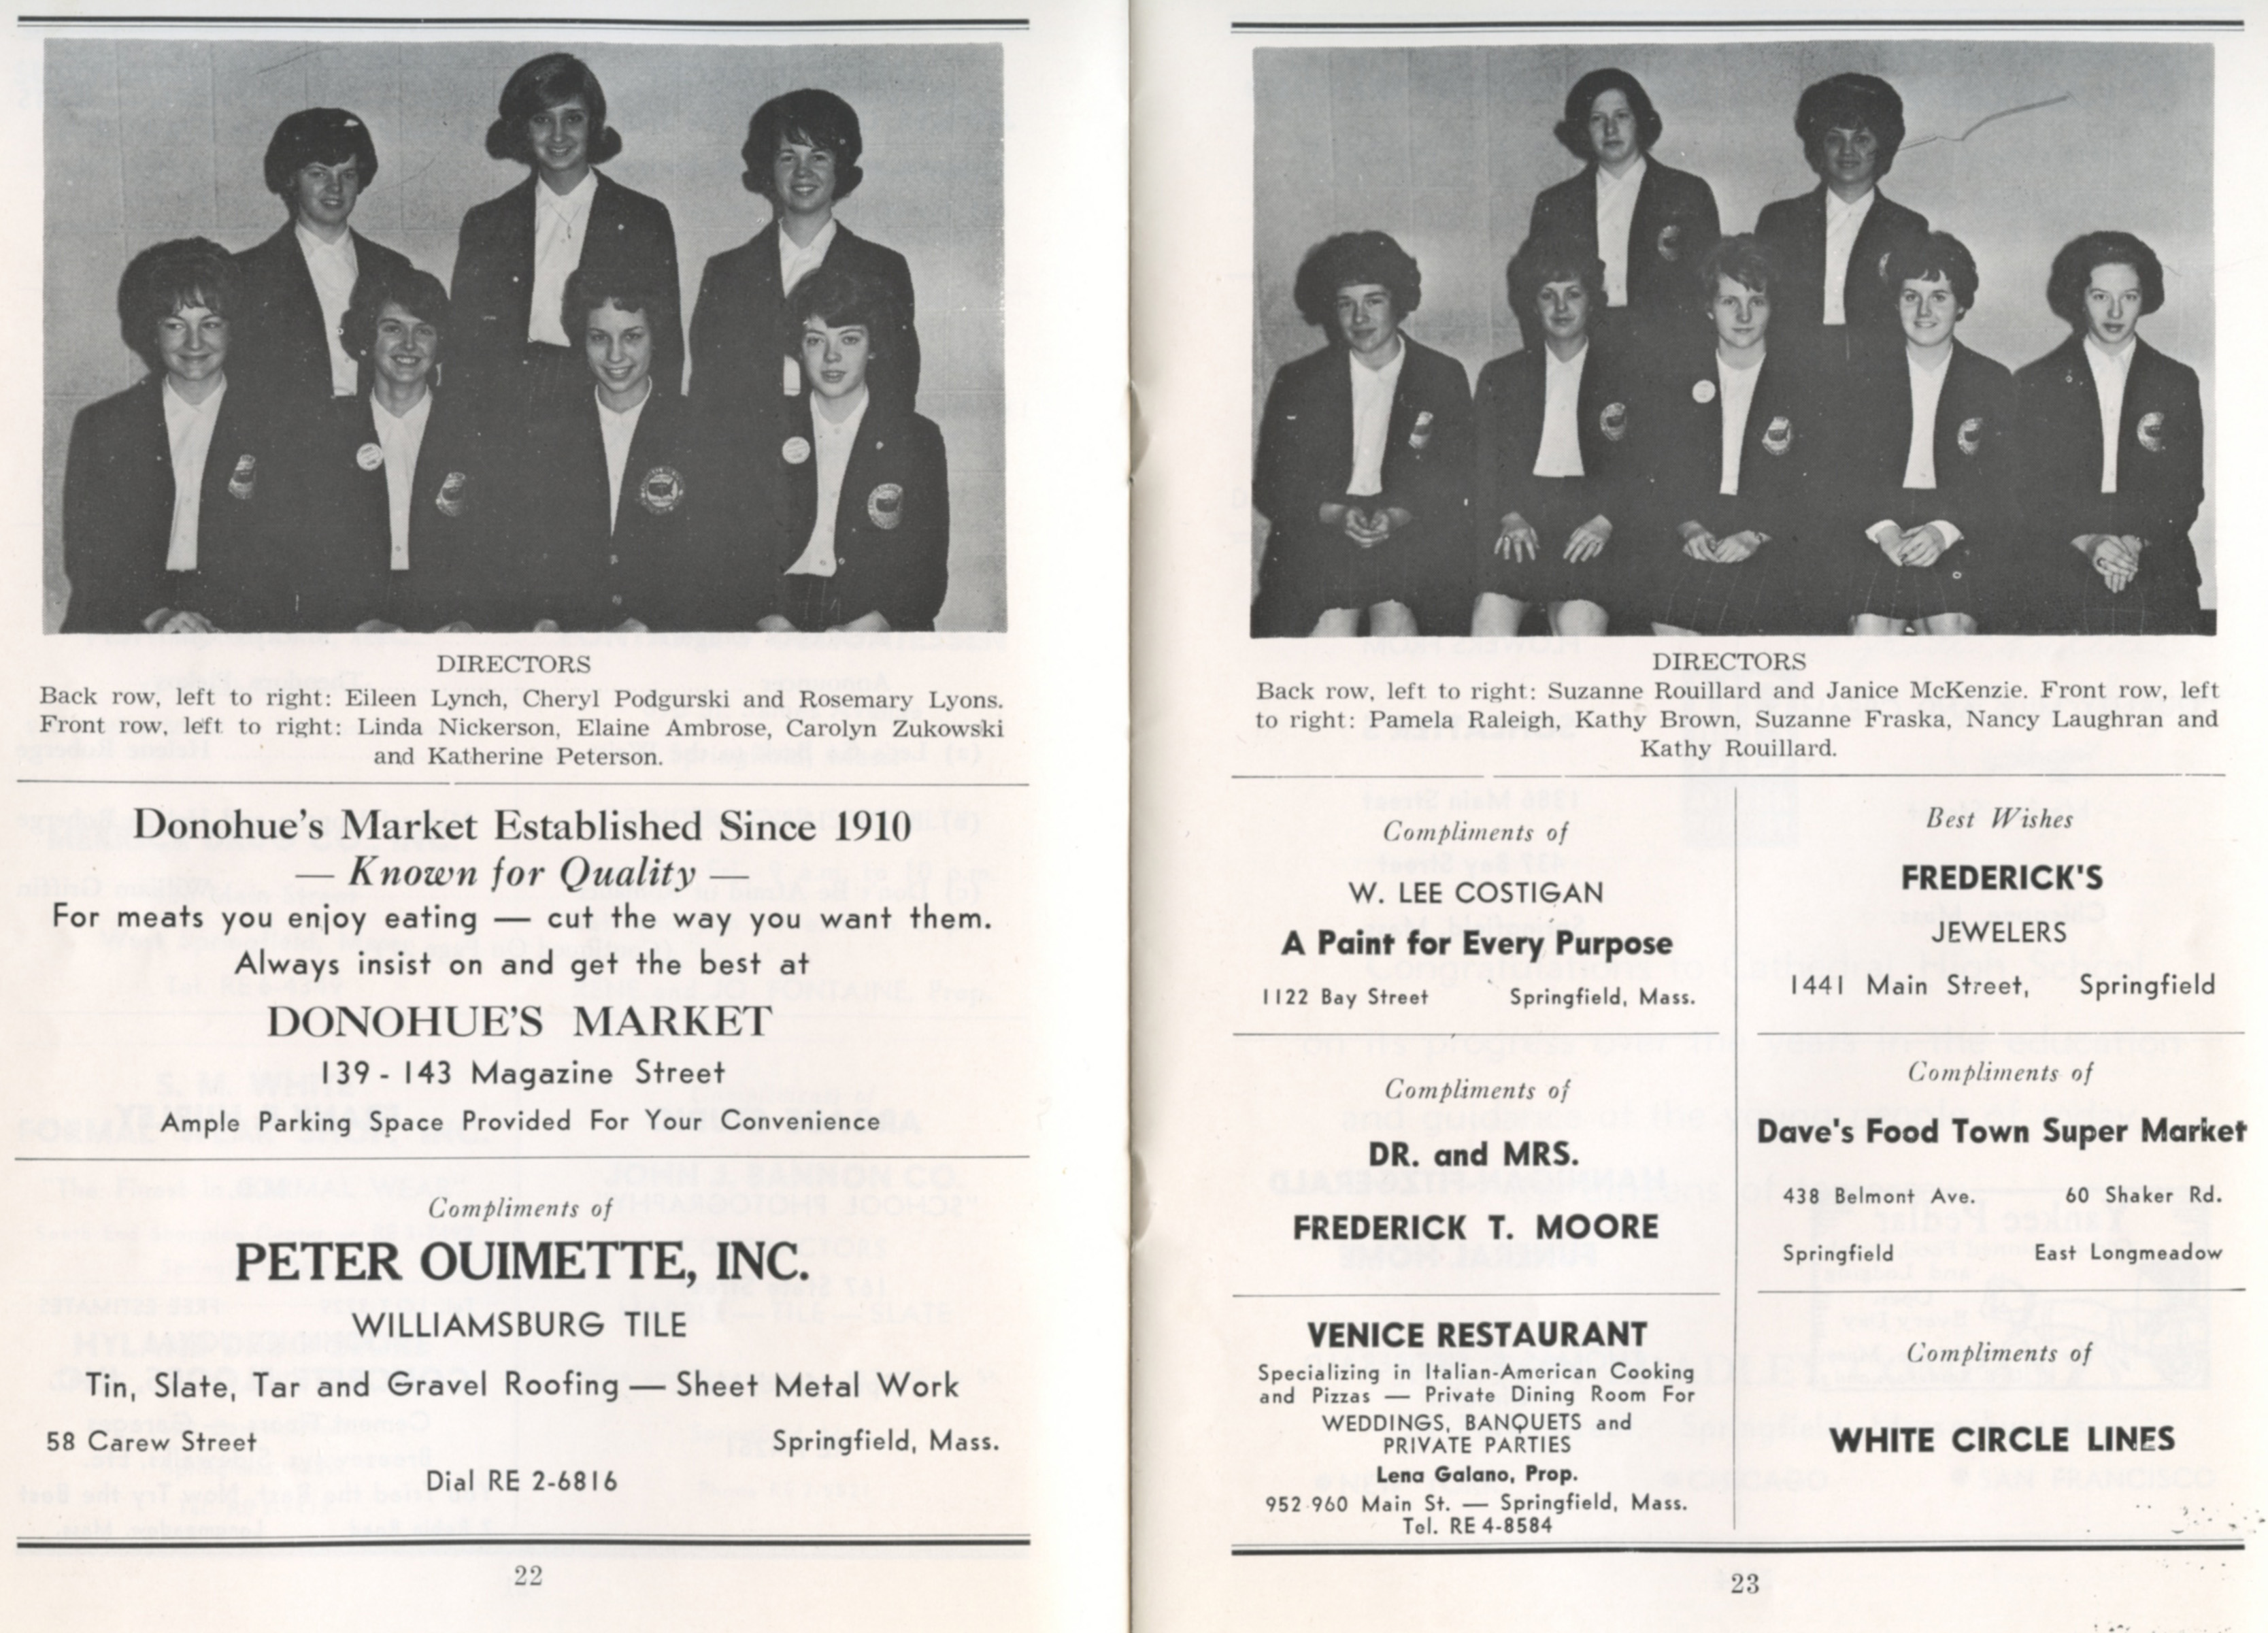 DIRECTORS
Back row, left to right: Eileen Lynch, Cheryl Podgurski and Rosemary Lyons.
Front row, left to right: Linda Nickerson, Elaine Ambrose, Carolyn Zukowski
and Katherine Peterson.
Donohue's Market Established Since 1910
— Known for Quality —
For meats you enjoy eating — cut the way you want them.
Always insist on and get the best at
DONOHUE'S MARKET
139 - 143 Magazine Street
Ample Parking Space Provided For Your Convenience
Compliments of
PETER OUIMETTE, INC.
WILLIAMSBURG TILE
Tin, Slate, Tar and Gravel Roofing — Sheet Metal Work
58 Carew Street Springfield, Mass.
Dial RE 2-6816
22
DIRECTORS
Back row, left to right: Suzanne Rouillard and Janice McKenzie. Front row, left
to right: Pamela Raleigh, Kathy Brown, Suzanne Fraska, Nancy Laughran and
Kathy Rouillard.
Compliments of
W. LEE COSTIGAN
A Paint for Every Purpose
1122 Bay Street Springfield, Mass.
Compliments of
DR. and MRS.
FREDERICK T. MOORE
VENICE RESTAURANT
Specializing in Italian-American Cooking
and Pizzas — Private Dining Room For
WEDDINGS, BANQUETS and
PRIVATE PARTIES
Lena Galano, Prop.
952-960 Main St. — Springfield, Mass.
Tel. RE 4-8584
Best Wishes
FREDERICK'S
JEWELERS
1441 Main Street, Springfield
Compliments of
Dave's Food Town Super Market
438 Belmont Ave. 60 Shaker Rd.
Springfield East Longmeadow
Compliments of
WHITE CIRCLE LINES
23